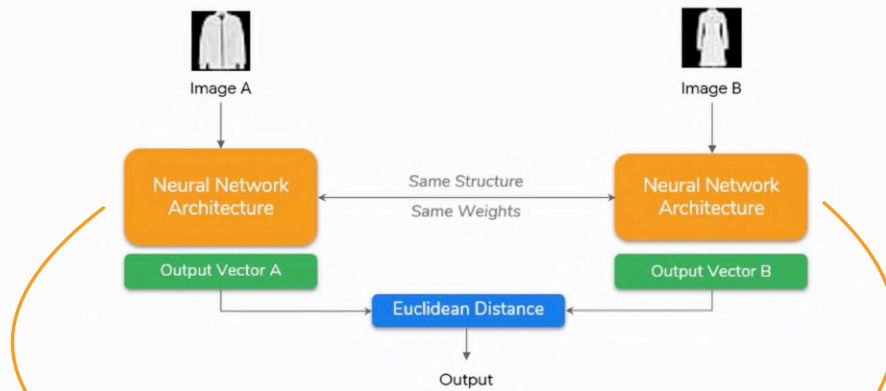 Image A
Image B
Neural Network
Architecture
Same Structure
Same Weights
Neural Network
Architecture
Output Vector A
Output Vector B
Euclidean Distance
Output